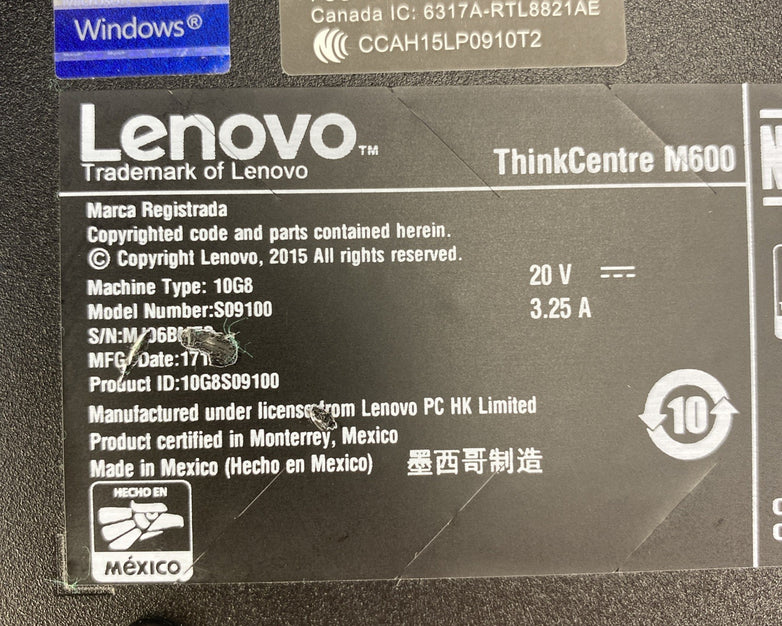 Windows®
Canada IC: 6317A-RTL8821AE
CCAH15LP0910T2
Lenovo™
Trademark of Lenovo
ThinkCentre M600
Marca Registrada
Copyrighted code and parts contained herein.
© Copyright Lenovo, 2015 All rights reserved.
Machine Type: 10G8
20 V
Model Number:S09100
3.25 A
S/N:
MFG Date:
Product ID:10G8S09100
Manufactured under license from Lenovo PC HK Limited
10
Product certified in Monterrey, Mexico
Made in Mexico (Hecho en Mexico) 墨西哥制造
HECHO EN
MéXICO